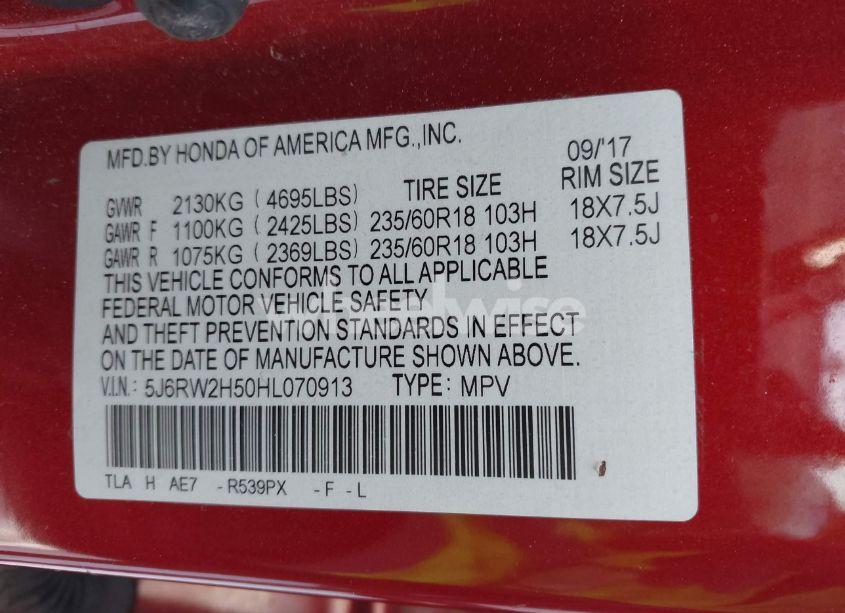 MFD.BY HONDA OF AMERICA MFG.,INC. 09/'17
GVWR 2130KG ( 4695LBS) TIRE SIZE RIM SIZE
GAWR F 1100KG ( 2425LBS) 235/60R18 103H 18X7.5J
GAWR R 1075KG ( 2369LBS) 235/60R18 103H 18X7.5J
THIS VEHICLE CONFORMS TO ALL APPLICABLE
FEDERAL MOTOR VEHICLE SAFETY
AND THEFT PREVENTION STANDARDS IN EFFECT
ON THE DATE OF MANUFACTURE SHOWN ABOVE.
V.I.N.: 5J6RW2H50HL070913 TYPE: MPV
TLA H AE7 -R539PX -F -L